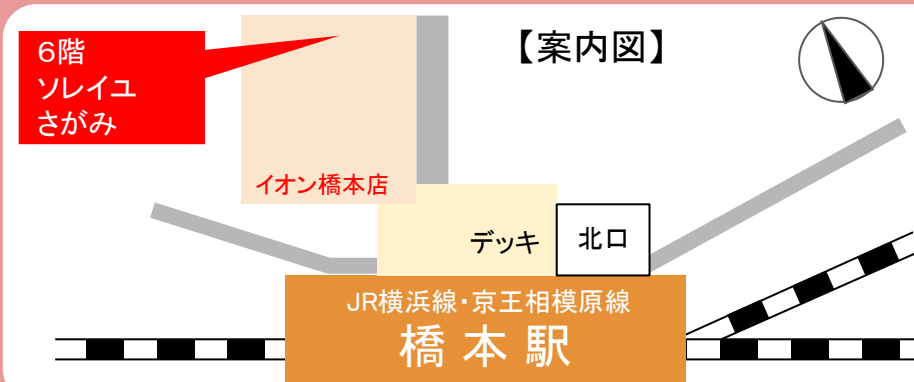 【案内図】
6階
ソレイユ
さがみ
イオン橋本店
デッキ
北口
JR横浜線・京王相模原線
橋本駅